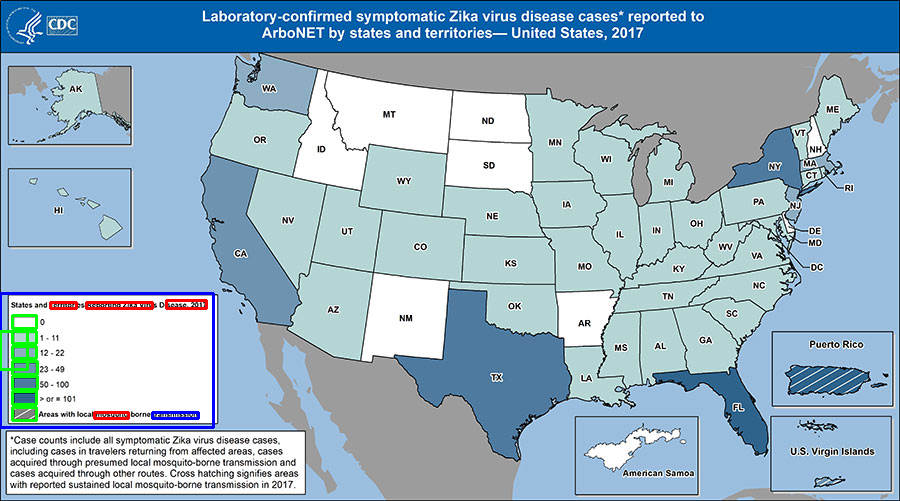 Laboratory-confirmed symptomatic Zika virus disease cases* reported to
ArboNET by states and territories— United States, 2017
CDC
AK
HI
WA
OR
CA
ID
NV
MT
WY
UT
AZ
CO
NM
ND
SD
NE
KS
OK
TX
MN
IA
MO
AR
LA
WI
IL
MS
MI
IN
KY
TN
AL
OH
WV
GA
FL
SC
NC
VA
PA
NY
VT
NH
ME
MA
CT
RI
NJ
DE
MD
DC
States and territories Reporting Zika virus Disease, 2017
0
1 - 11
12 - 22
23 - 49
50 - 100
> or = 101
Areas with local mosquito borne transmission
*Case counts include all symptomatic Zika virus disease cases,
including cases in travelers returning from affected areas, cases
acquired through presumed local mosquito-borne transmission and
cases acquired through other routes. Cross hatching signifies areas
with reported sustained local mosquito-borne transmission in 2017.
American Samoa
Puerto Rico
U.S. Virgin Islands